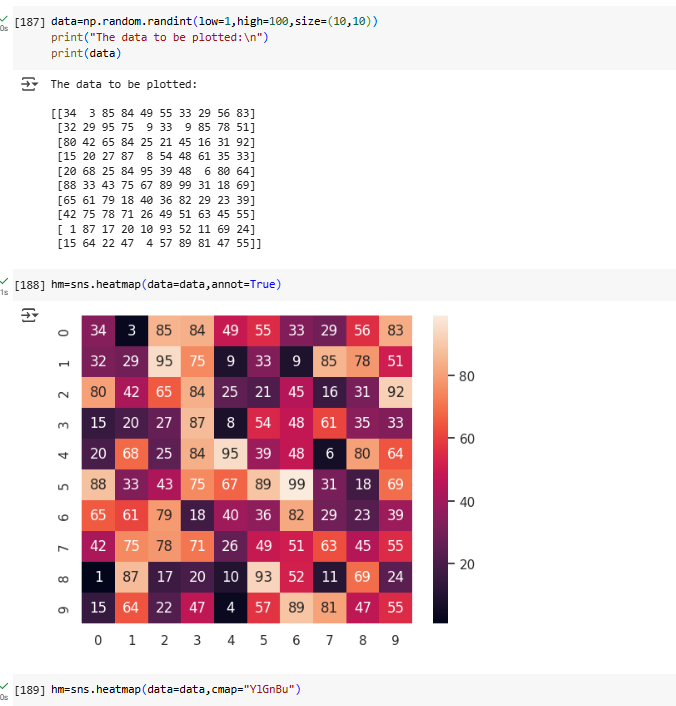 [187] data=np.random.randint(low=1,high=100,size=(10,10))
print("The data to be plotted:\n")
print(data)
0s
The data to be plotted:
[[34  3 85 84 49 55 33 29 56 83]
 [32 29 95 75  9 33  9 85 78 51]
 [80 42 65 84 25 21 45 16 31 92]
 [15 20 27 87  8 54 48 61 35 33]
 [20 68 25 84 95 39 48  6 80 64]
 [88 33 43 75 67 89 99 31 18 69]
 [65 61 79 18 40 36 82 29 23 39]
 [42 75 78 71 26 49 51 63 45 55]
 [ 1 87 17 20 10 93 52 11 69 24]
 [15 64 22 47  4 57 89 81 47 55]]
[188] hm=sns.heatmap(data=data,annot=True)
1s
0 34 3 85 84 49 55 33 29 56 83
1 32 29 95 75 9 33 9 85 78 51
2 80 42 65 84 25 21 45 16 31 92
3 15 20 27 87 8 54 48 61 35 33
4 20 68 25 84 95 39 48 6 80 64
5 88 33 43 75 67 89 99 31 18 69
6 65 61 79 18 40 36 82 29 23 39
7 42 75 78 71 26 49 51 63 45 55
8 1 87 17 20 10 93 52 11 69 24
9 15 64 22 47 4 57 89 81 47 55
0 1 2 3 4 5 6 7 8 9
80
60
40
20
[189] hm=sns.heatmap(data=data,cmap="YlGnBu")
0s